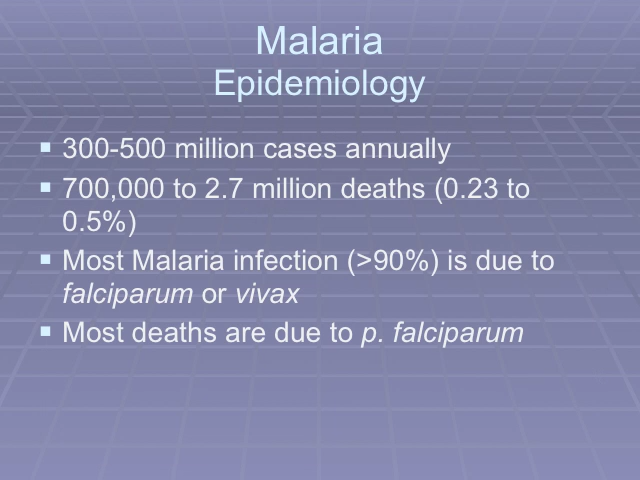 Malaria
Epidemiology
▪ 300-500 million cases annually
▪ 700,000 to 2.7 million deaths (0.23 to
0.5%)
▪ Most Malaria infection (>90%) is due to
falciparum or vivax
▪ Most deaths are due to p. falciparum